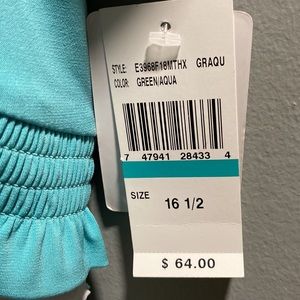 STYLE: E3968F18MTHX GRAQU
COLOR: GREEN/AQUA
7 47941 28433 4
SIZE
16 1/2
$ 64.00